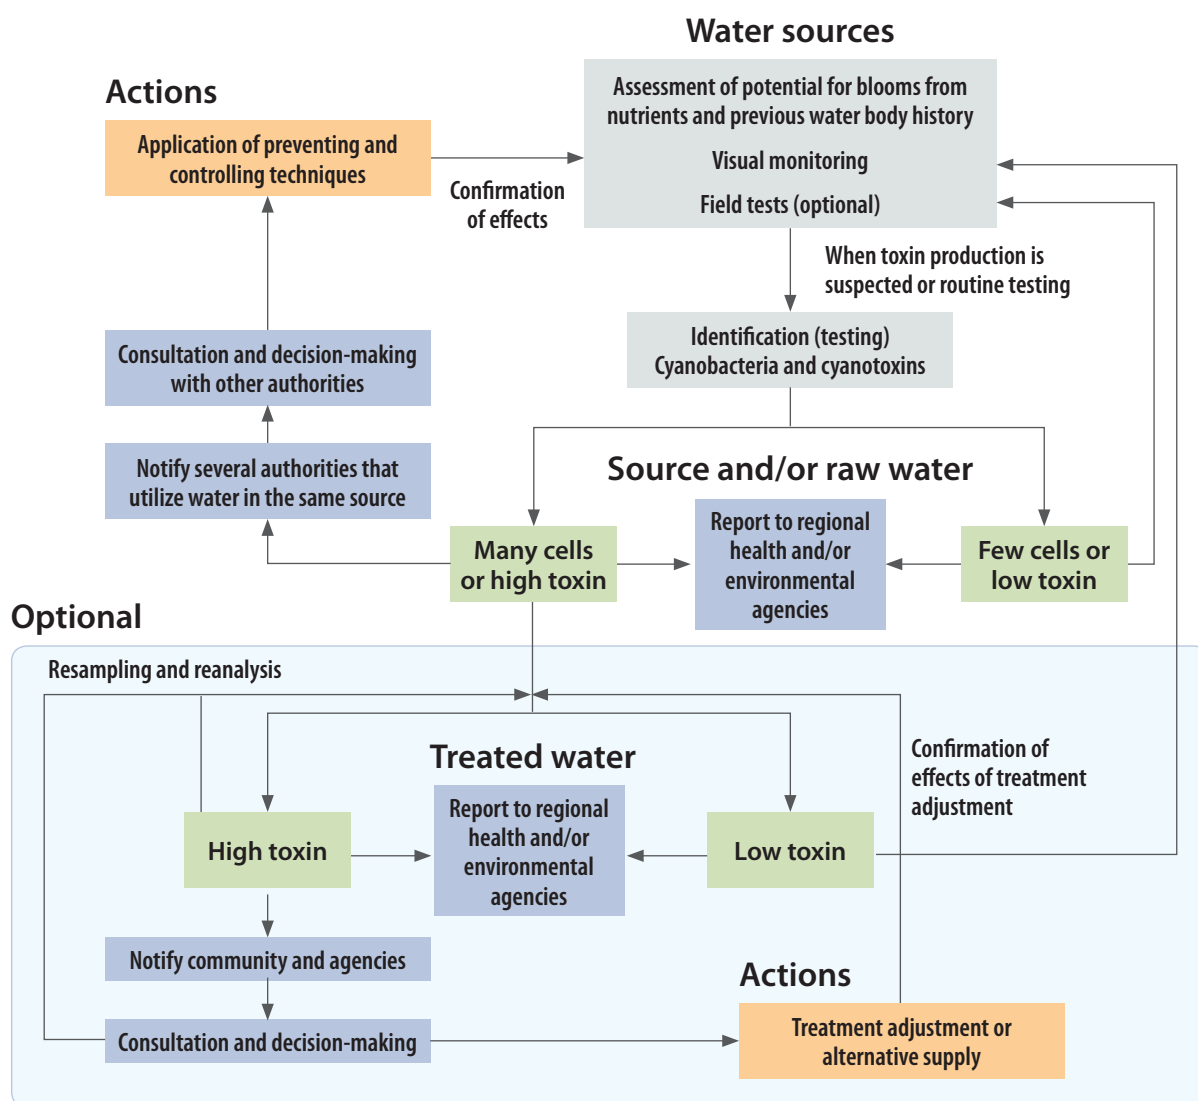 Water sources
Actions
Assessment of potential for blooms from
nutrients and previous water body history
Visual monitoring
Field tests (optional)
Application of preventing and
controlling techniques
Confirmation
of effects
When toxin production is
suspected or routine testing
Identification (testing)
Cyanobacteria and cyanotoxins
Consultation and decision-making
with other authorities
Notify several authorities that
utilize water in the same source
Source and/or raw water
Many cells
or high toxin
Report to regional
health and/or
environmental
agencies
Few cells or
low toxin
Optional
Resampling and reanalysis
Treated water
Confirmation of
effects of treatment
adjustment
High toxin
Report to regional
health and/or
environmental
agencies
Low toxin
Notify community and agencies
Consultation and decision-making
Actions
Treatment adjustment or
alternative supply